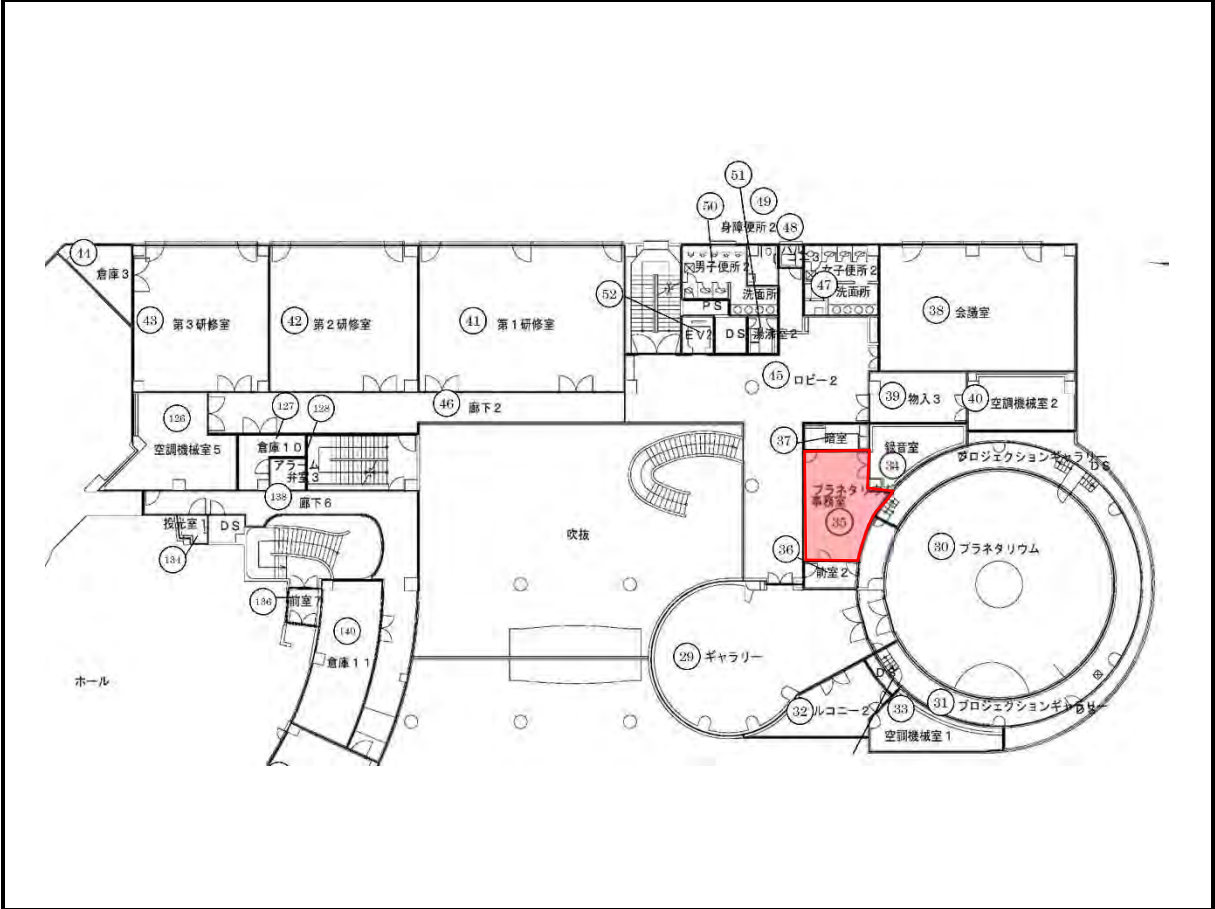 51
50
49
身障便所2
48
44
倉庫3
男子便所2
女子便所2
52
洗面所
47
洗面所
PS
43
第3研修室
42
第2研修室
41
第1研修室
38
会議室
EV2
DS
湯沸室2
45
ロビー2
126
127
128
46
廊下2
39
物入3
40
空調機械室2
空調機械室5
倉庫10
37
暗室
録音室
34
プロジェクションギャラリー
DS
アラーム
弁室3
138
廊下6
プラネタリウム
事務室
35
投光室1
DS
134
吹抜
36
前室2
30
プラネタリウム
136
前室7
140
倉庫11
29
ギャラリー
ホール
DS
32
ルコニー2
33
31
プロジェクションギャラリー
DS
空調機械室1